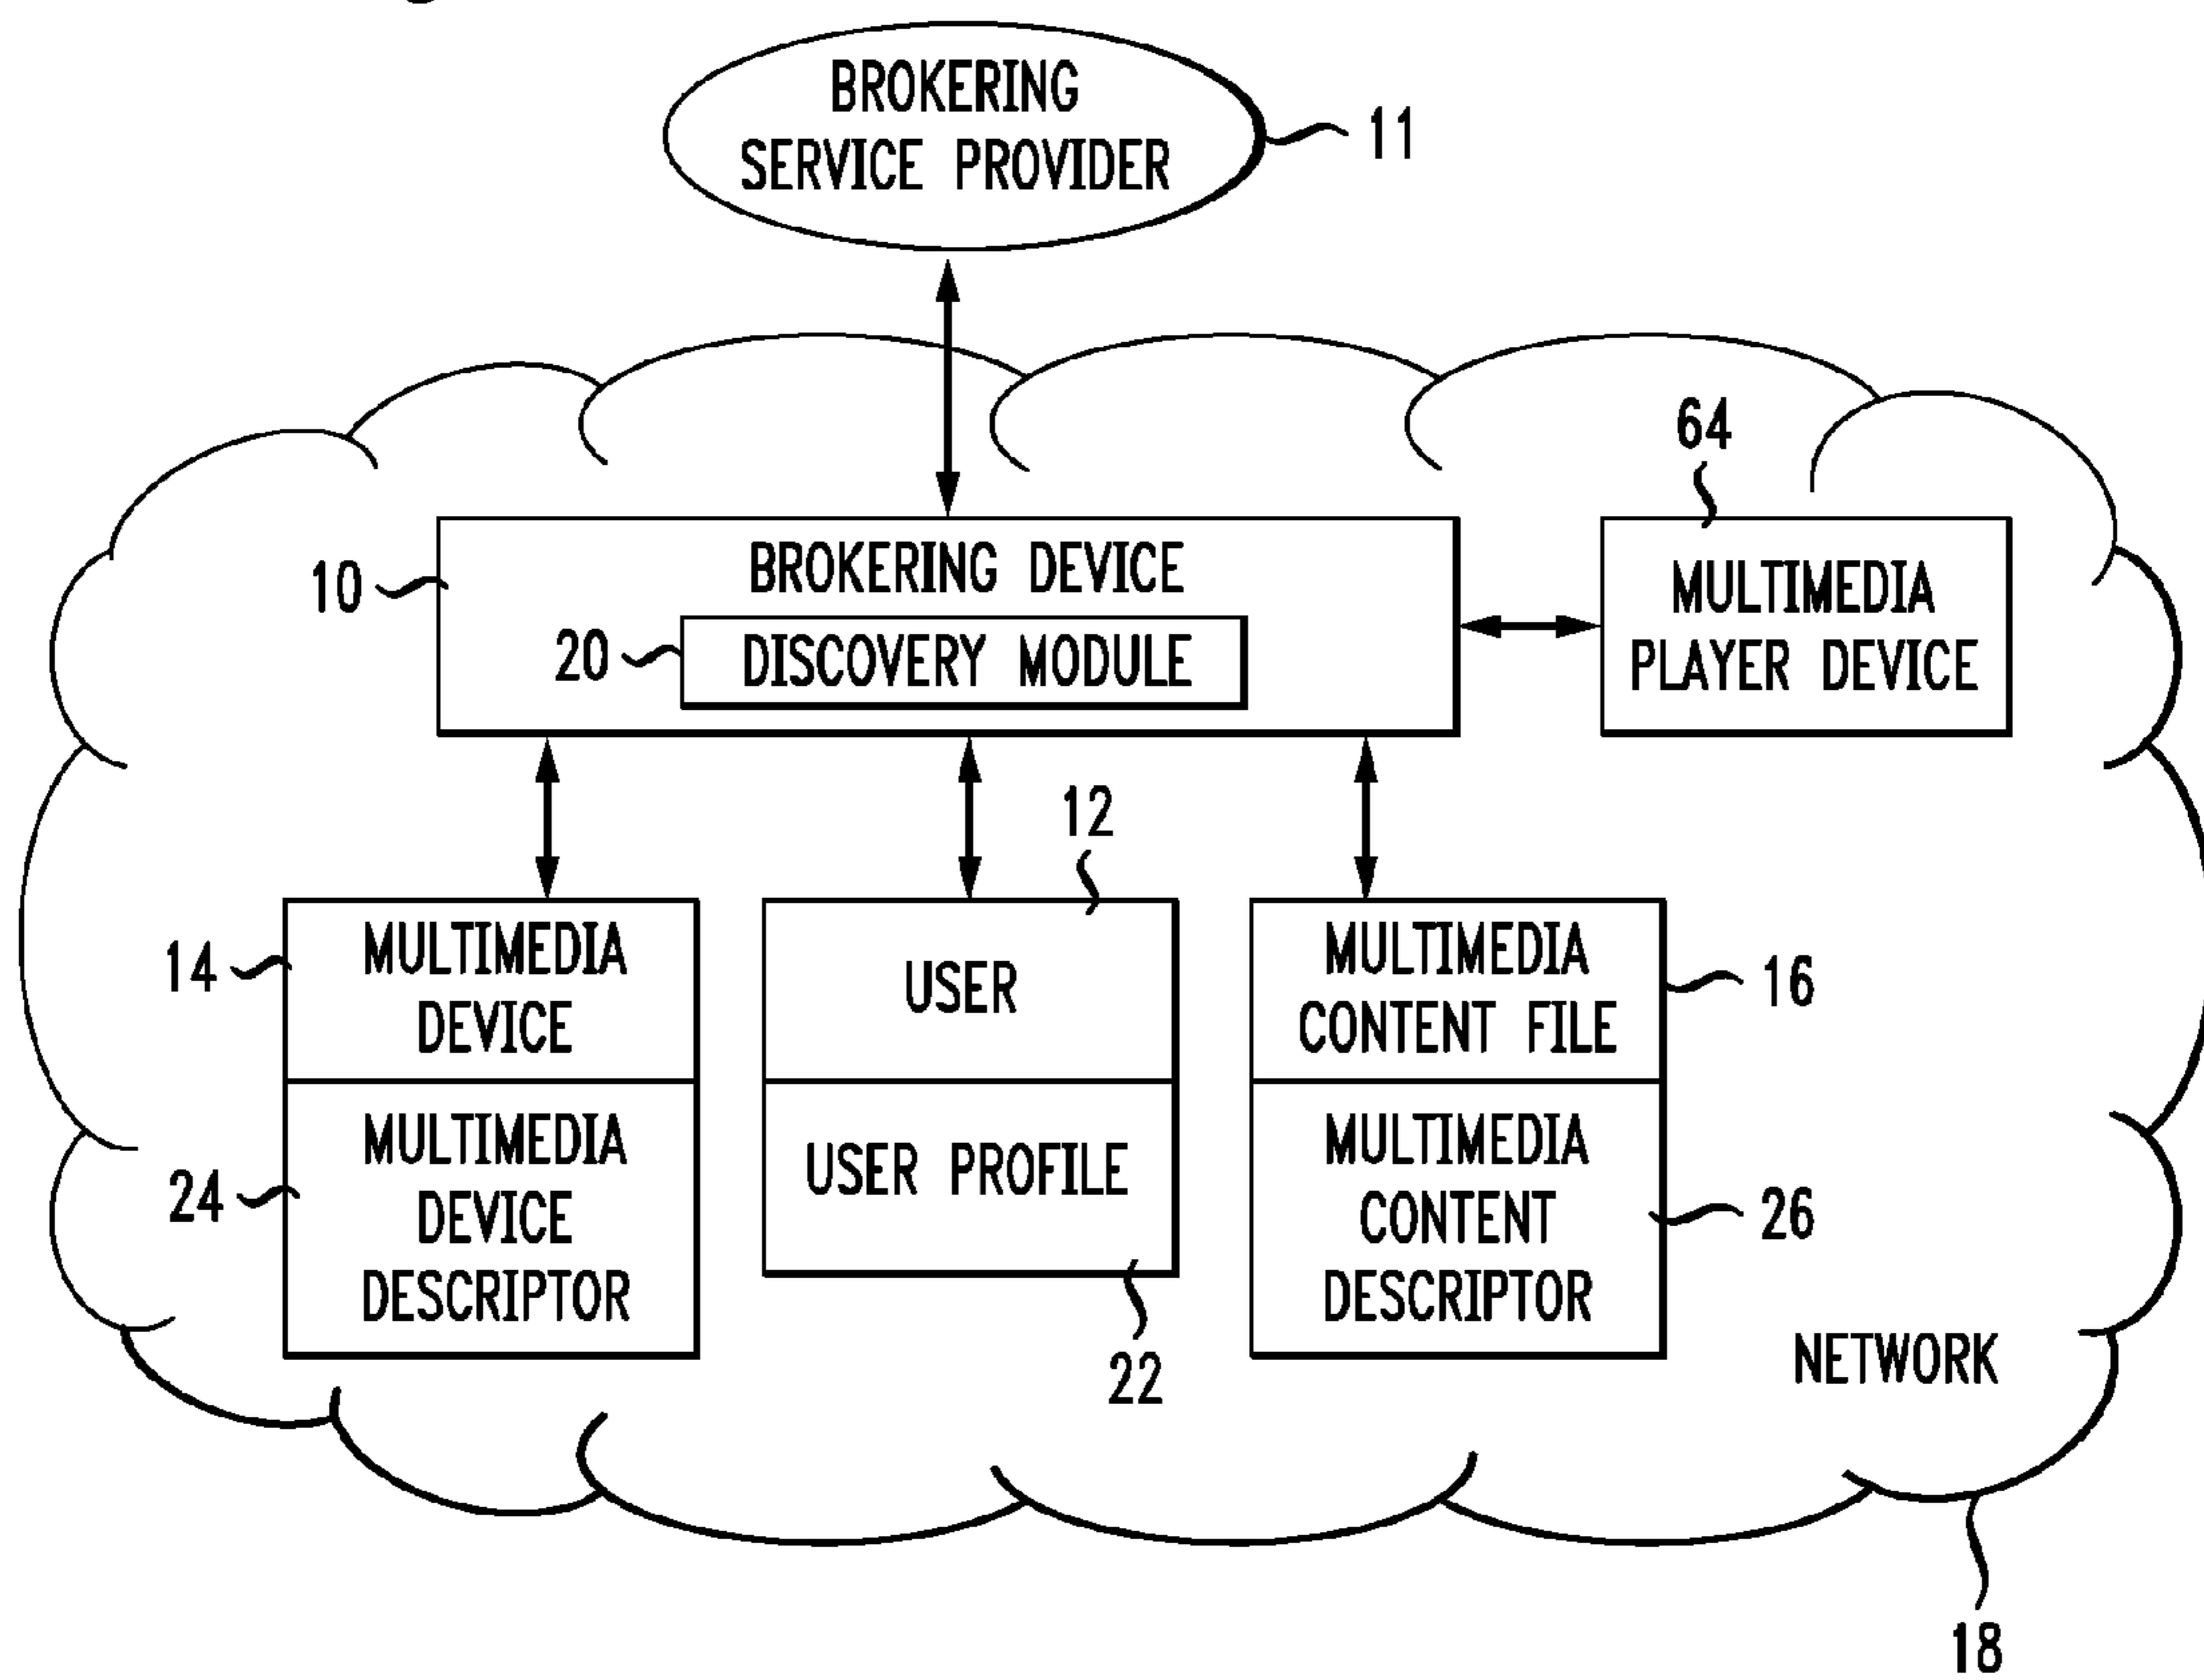 BROKERING
SERVICE PROVIDER
11
64
BROKERING DEVICE
10
20
DISCOVERY MODULE
MULTIMEDIA
PLAYER DEVICE
12
14
MULTIMEDIA
DEVICE
USER
MULTIMEDIA
CONTENT FILE
16
24
MULTIMEDIA
DEVICE
DESCRIPTOR
USER PROFILE
22
MULTIMEDIA
CONTENT
DESCRIPTOR
26
NETWORK
18